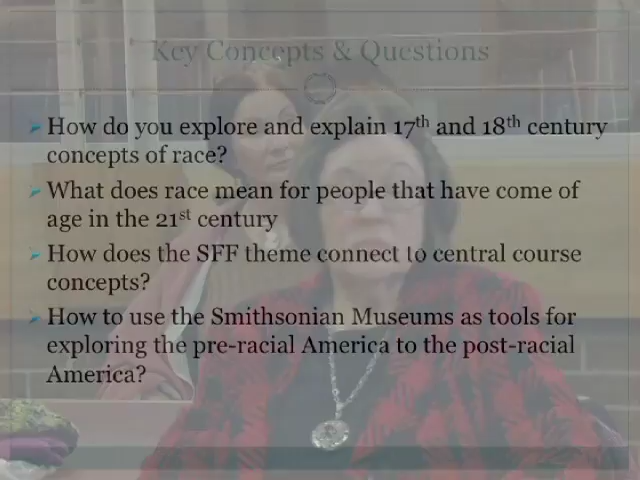 Key Concepts & Questions
How do you explore and explain 17th and 18th century
concepts of race?
What does race mean for people that have come of
age in the 21st century
How does the SFF theme connect to central course
concepts?
How to use the Smithsonian Museums as tools for
exploring the pre-racial America to the post-racial
America?